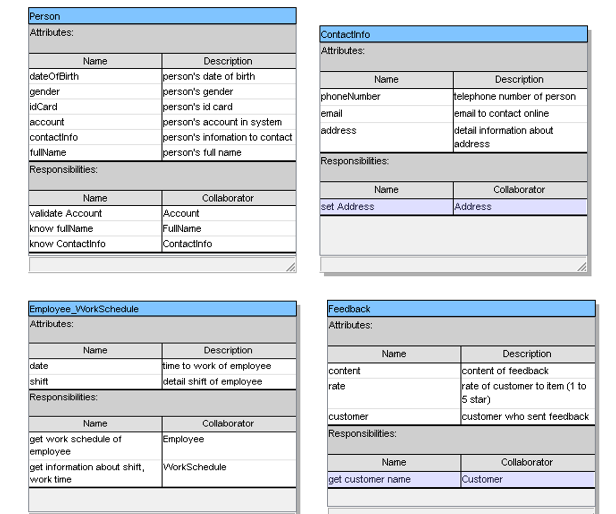 Person
Attributes:
Name Description
dateOfBirth person's date of birth
gender person's gender
idCard person's id card
account person's account in system
contactInfo person's infomation to contact
fullName person's full name
Responsibilities:
Name Collaborator
validate Account Account
know fullName FullName
know ContactInfo ContactInfo
ContactInfo
Attributes:
Name Description
phoneNumber telephone number of person
email email to contact online
address detail information about
address
Responsibilities:
Name Collaborator
set Address Address
Employee_WorkSchedule
Attributes:
Name Description
date time to work of employee
shift detail shift of employee
Responsibilities:
Name Collaborator
get work schedule of Employee
employee
get information about shift, WorkSchedule
work time
Feedback
Attributes:
Name Description
content content of feedback
rate rate of customer to item (1 to
5 star)
customer customer who sent feedback
Responsibilities:
Name Collaborator
get customer name Customer